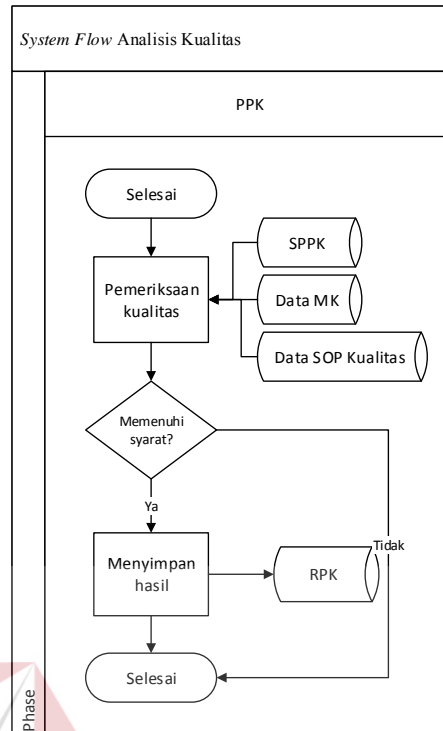 System Flow Analisis Kualitas
PPK
Selesai
SPPK
Pemeriksaan
kualitas
Data MK
Data SOP Kualitas
Memenuhi
syarat?
Ya
Tidak
Menyimpan
hasil
RPK
Selesai
Phase